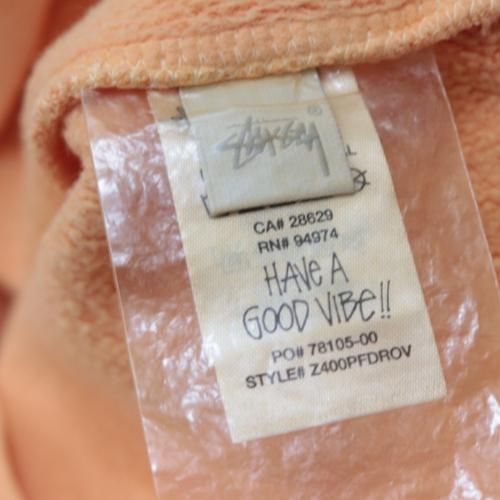 STÜSSY®
CA# 28629
RN# 94974
HAVE A
GOOD VIBE!!
PO# 78105-00
STYLE# Z400PFDROV